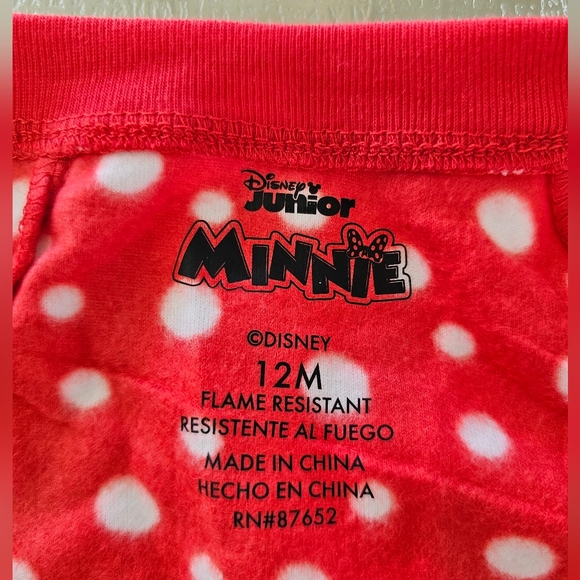 Disney
Junior
MINNIE
©DISNEY
12M
FLAME RESISTANT
RESISTENTE AL FUEGO
MADE IN CHINA
HECHO EN CHINA
RN#87652